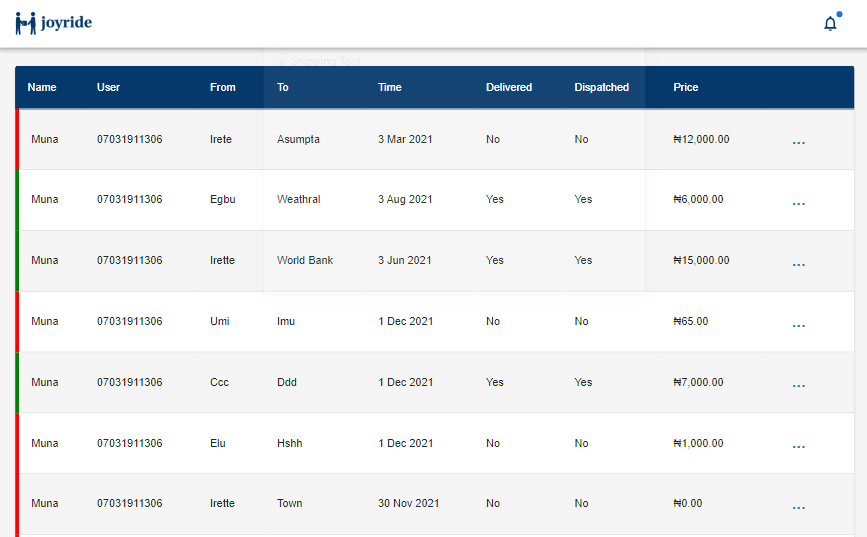 joyride
Snipping Tool
Name User From To Time Delivered Dispatched Price
Muna 07031911306 Irete Asumpta 3 Mar 2021 No No ₦12,000.00 ...
Muna 07031911306 Egbu Weathral 3 Aug 2021 Yes Yes ₦6,000.00 ...
Muna 07031911306 Irette World Bank 3 Jun 2021 Yes Yes ₦15,000.00 ...
Muna 07031911306 Umi Imu 1 Dec 2021 No No ₦65.00 ...
Muna 07031911306 Ccc Ddd 1 Dec 2021 Yes Yes ₦7,000.00 ...
Muna 07031911306 Elu Hshh 1 Dec 2021 No No ₦1,000.00 ...
Muna 07031911306 Irette Town 30 Nov 2021 No No ₦0.00 ...